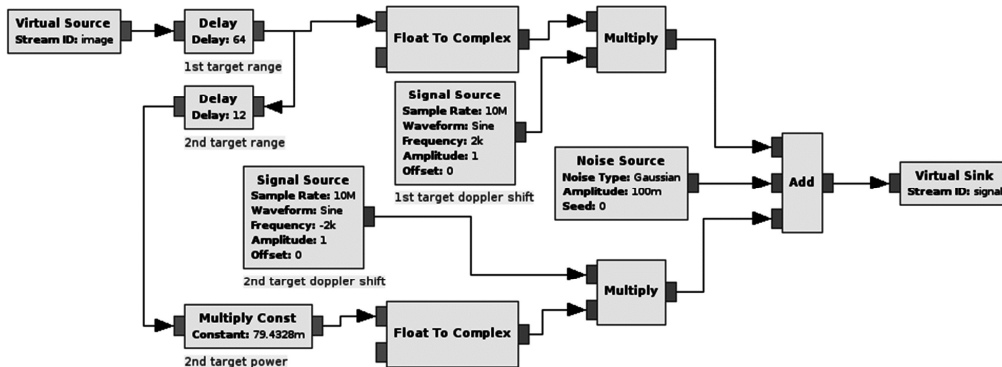 Virtual Source
Stream ID: image
Delay
Delay: 64
1st target range
Float To Complex
Multiply
Delay
Delay: 12
2nd target range
Signal Source
Sample Rate: 10M
Waveform: Sine
Frequency: 2k
Amplitude: 1
Offset: 0
1st target doppler shift
Noise Source
Noise Type: Gaussian
Amplitude: 100m
Seed: 0
Add
Virtual Sink
Stream ID: signal
Signal Source
Sample Rate: 10M
Waveform: Sine
Frequency: -2k
Amplitude: 1
Offset: 0
2nd target doppler shift
Multiply
Multiply Const
Constant: 79.4328m
2nd target power
Float To Complex